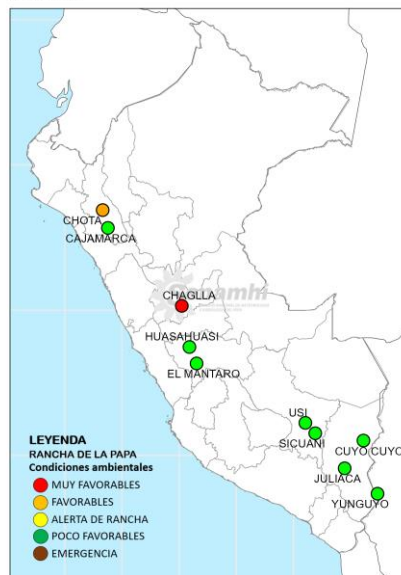 CHOTA
CAJAMARCA
Senamhi
CHAGLLA
HUASAHUASI
EL MANTARO
USI
SICUANI
CUYO CUYO
JULIACA
YUNGUYO
LEYENDA
RANCHA DE LA PAPA
Condiciones ambientales
MUY FAVORABLES
FAVORABLES
ALERTA DE RANCHA
POCO FAVORABLES
EMERGENCIA